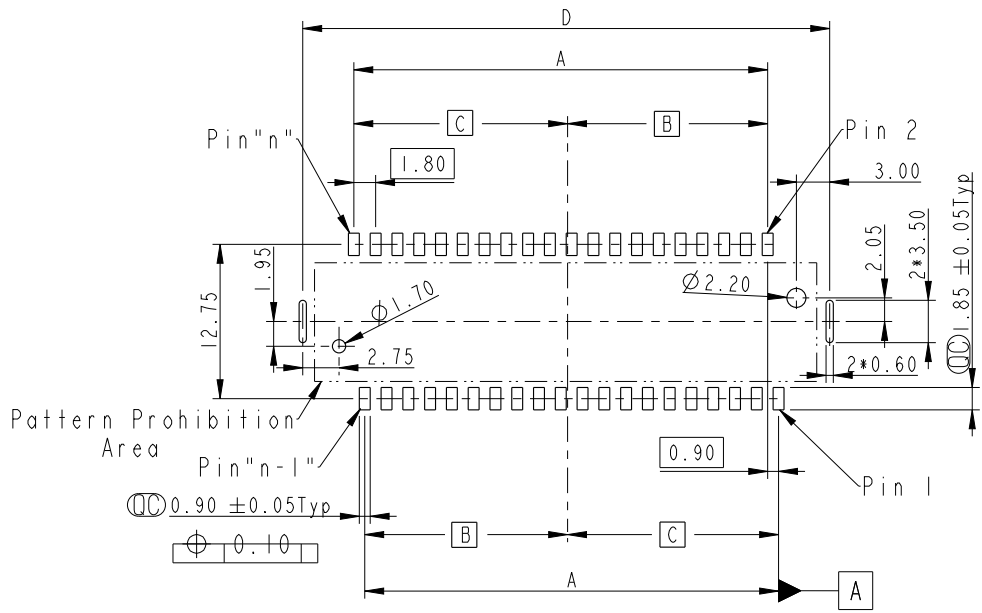 D
A
C
B
Pin"n"
Pin 2
1.80
3.00
1.95
12.75
Ø1.70
Ø2.20
2.05
2*3.50
QC 1.85 ±0.05Typ
2.75
2*0.60
Pattern Prohibition
Area
Pin"n-1"
0.90
Pin 1
QC 0.90 ±0.05Typ
0.10
B
C
A
A